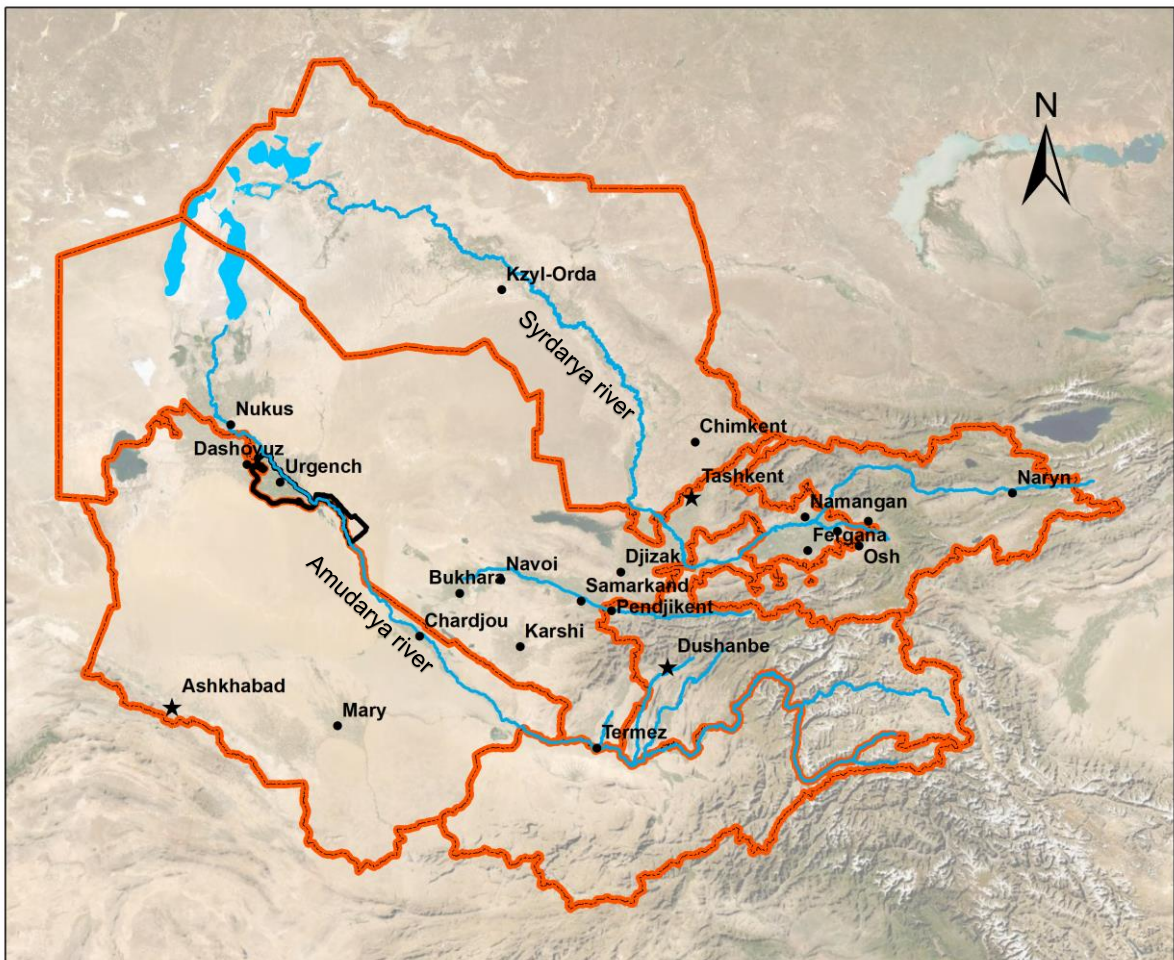 N
Kzyl-Orda
Syrdarya river
Nukus
Chimkent
Dashovuz
Urgench
Tashkent
Naryn
Namangan
Fergana
Osh
Djizak
Navoi
Bukhara
Samarkand
Pendjikent
Amudarya river
Chardjou
Karshi
Dushanbe
Ashkhabad
Mary
Termez